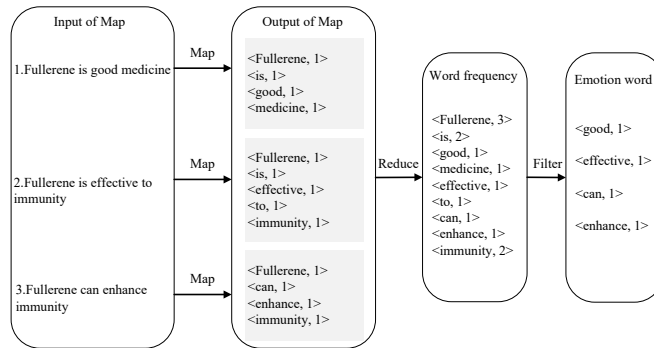 Input of Map
1.Fullerene is good medicine
2.Fullerene is effective to
immunity
3.Fullerene can enhance
immunity
Map
Map
Map
Output of Map
<Fullerene, 1>
<is, 1>
<good, 1>
<medicine, 1>
<Fullerene, 1>
<is, 1>
<effective, 1>
<to, 1>
<immunity, 1>
<Fullerene, 1>
<can, 1>
<enhance, 1>
<immunity, 1>
Reduce
Word frequency
<Fullerene, 3>
<is, 2>
<good, 1>
<medicine, 1>
<effective, 1>
<to, 1>
<can, 1>
<enhance, 1>
<immunity, 2>
Filter
Emotion word
<good, 1>
<effective, 1>
<can, 1>
<enhance, 1>